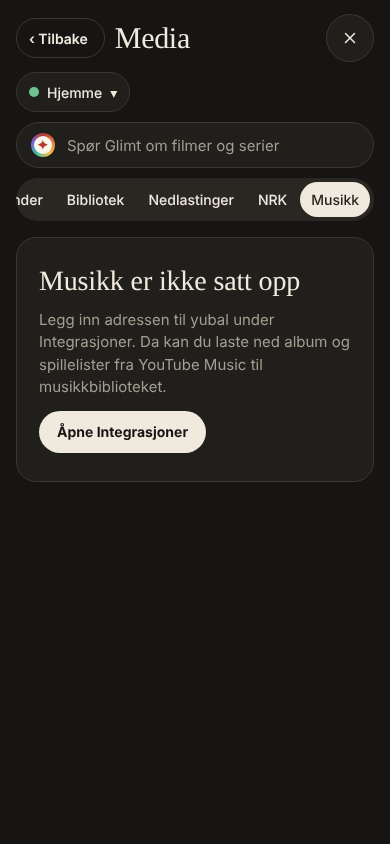 ‹ Tilbake Media ×
Hjemme ▾
Spør Glimt om filmer og serier
nder Bibliotek Nedlastinger NRK Musikk
Musikk er ikke satt opp
Legg inn adressen til yubal under
Integrasjoner. Da kan du laste ned album og
spillelister fra YouTube Music til
musikkbiblioteket.
Åpne Integrasjoner